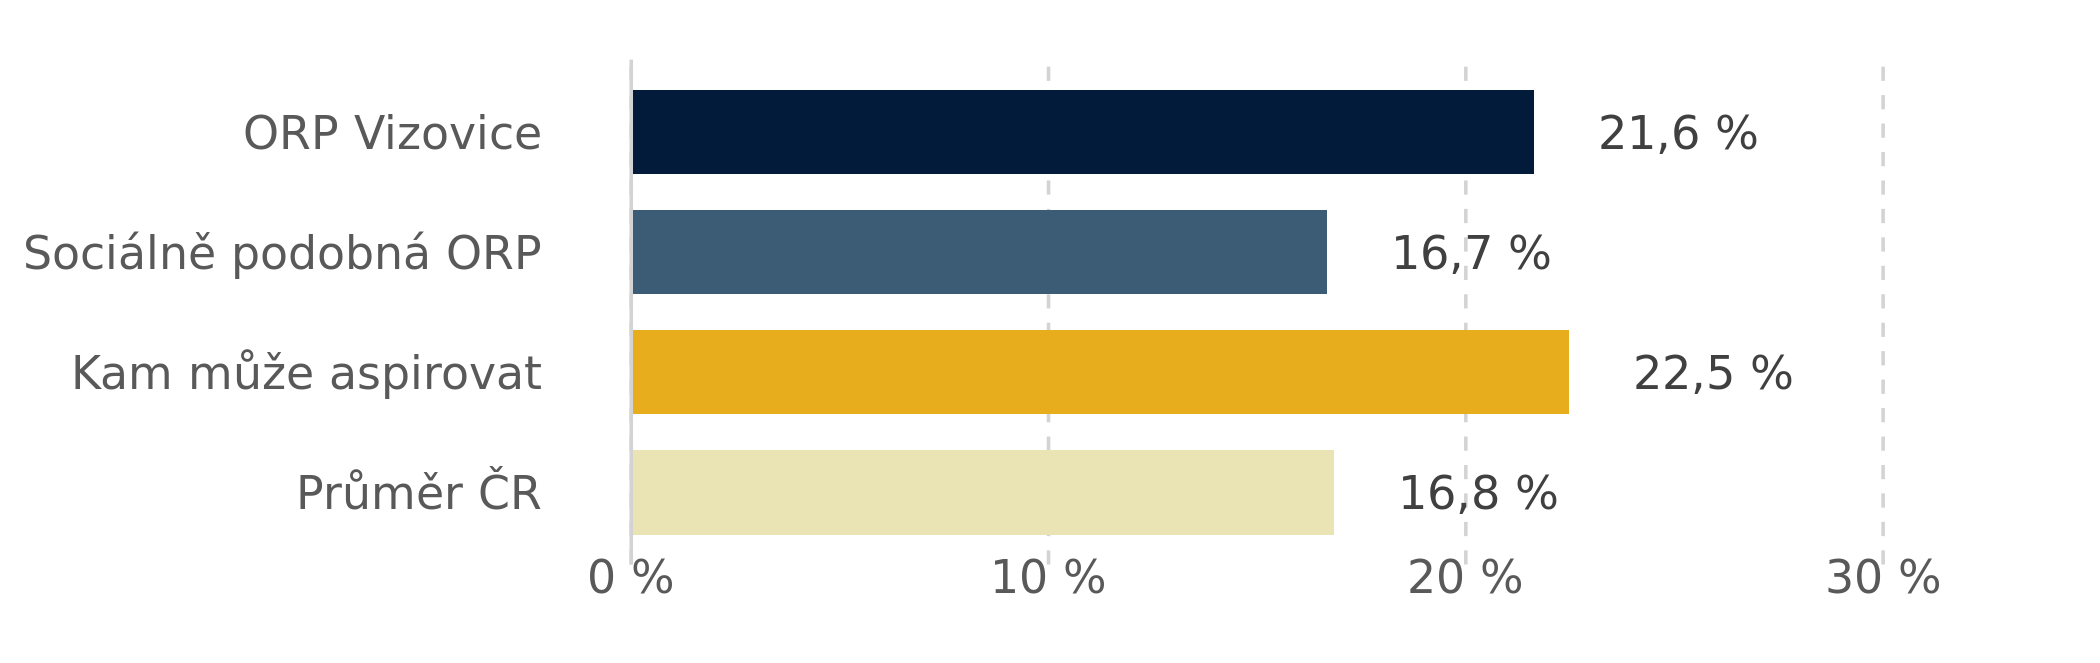 ORP Vizovice 21,6 %
Sociálně podobná ORP 16,7 %
Kam může aspirovat 22,5 %
Průměr ČR 16,8 %
0 % 10 % 20 % 30 %